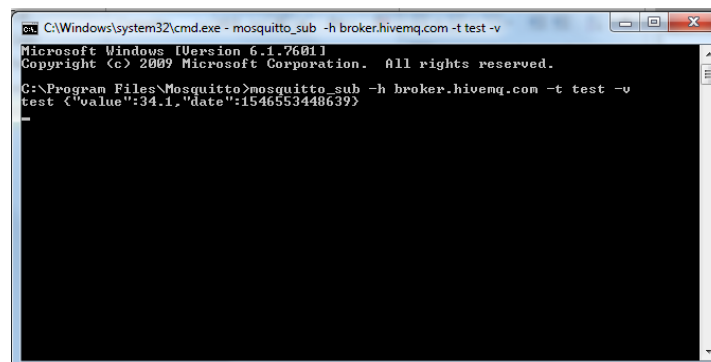 C:\Windows\system32\cmd.exe - mosquitto_sub -h broker.hivemq.com -t test -v
Microsoft Windows [Version 6.1.7601]
Copyright (c) 2009 Microsoft Corporation. All rights reserved.
C:\Program Files\Mosquitto>mosquitto_sub -h broker.hivemq.com -t test -v
test {"value":34.1,"date":1546553448639}